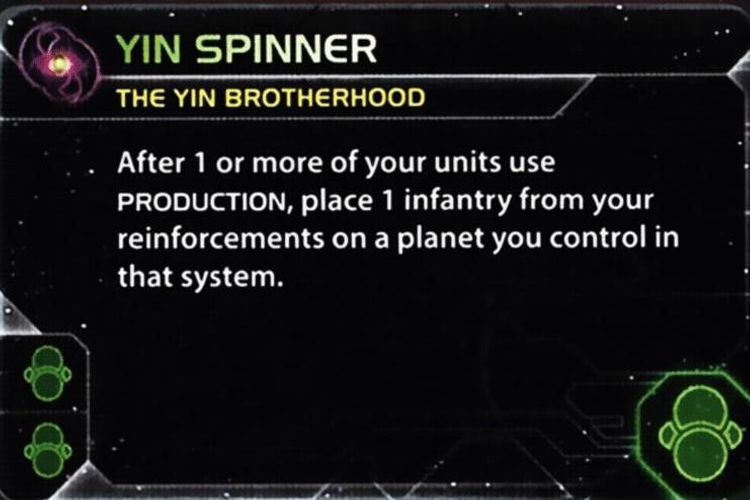 YIN SPINNER
THE YIN BROTHERHOOD
After 1 or more of your units use
PRODUCTION, place 1 infantry from your
reinforcements on a planet you control in
that system.